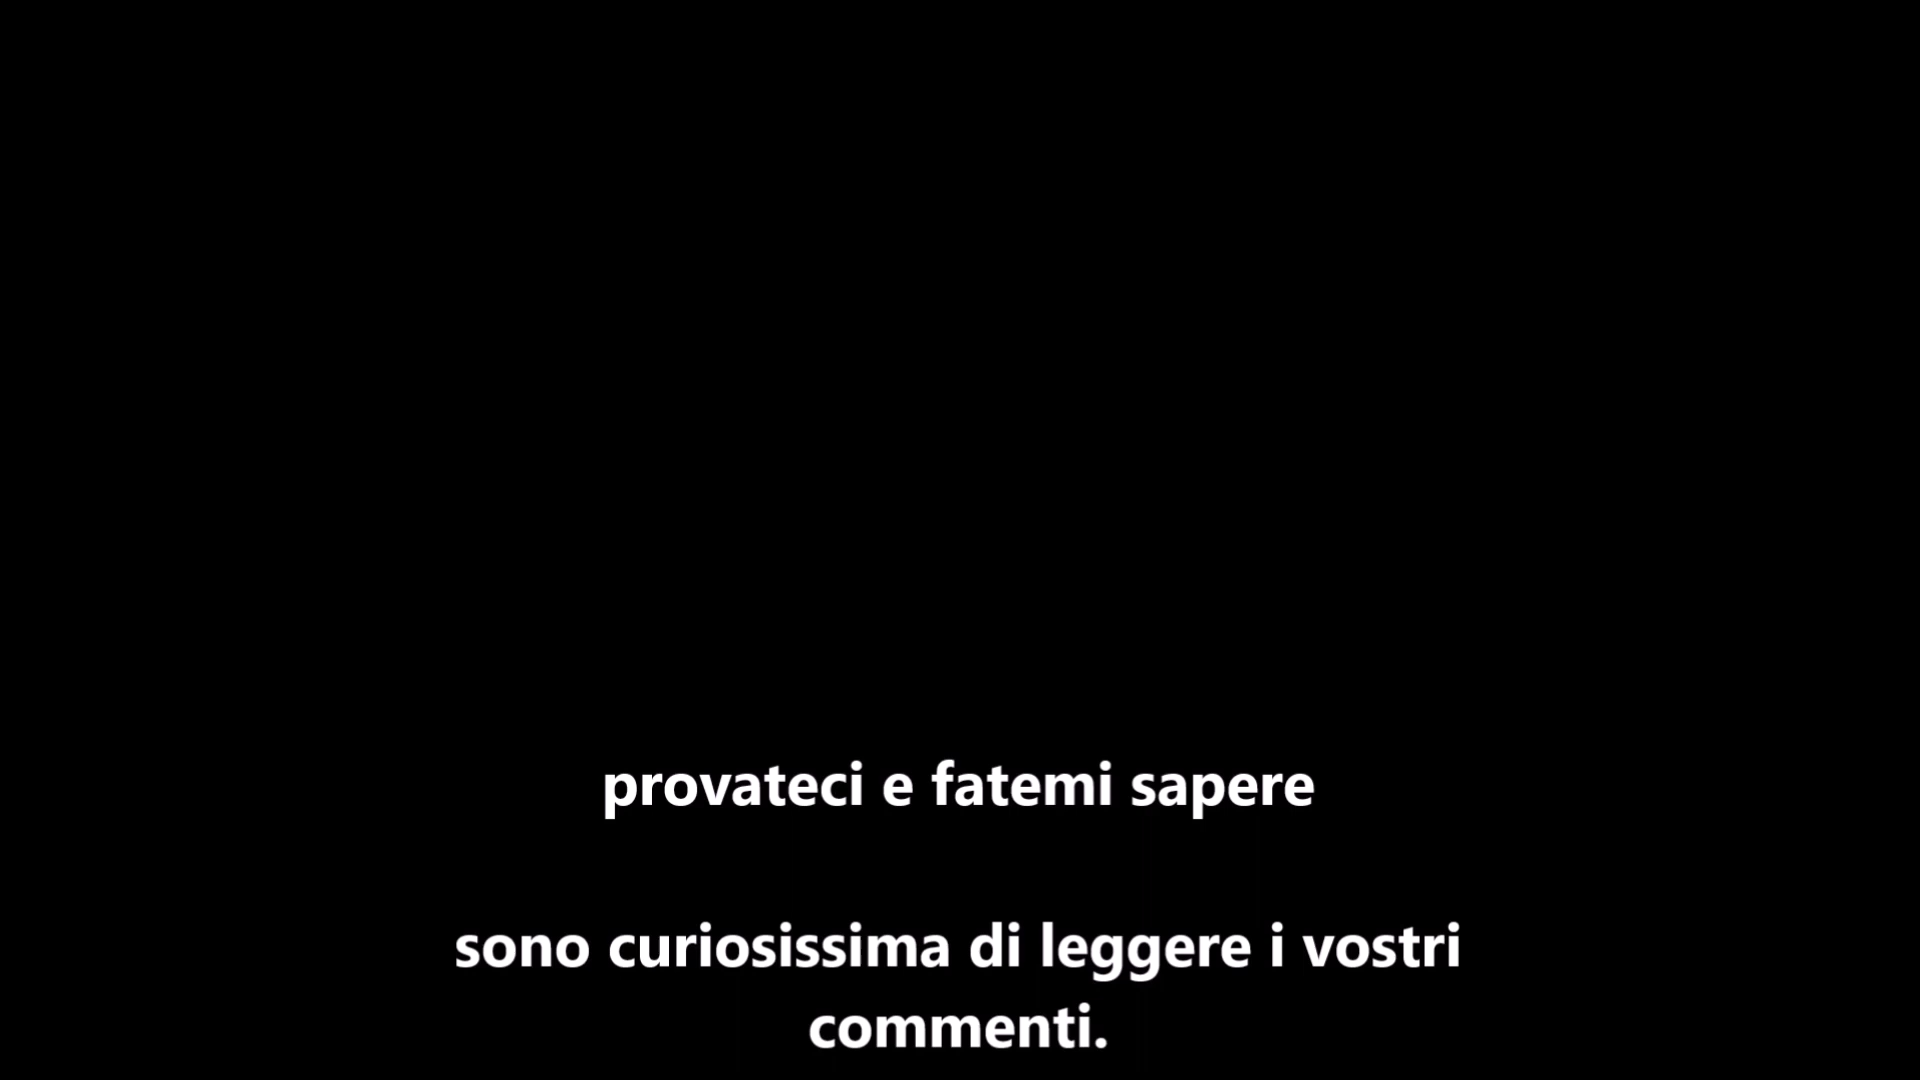 provateci e fatemi sapere
sono curiosissima di leggere i vostri
commenti.